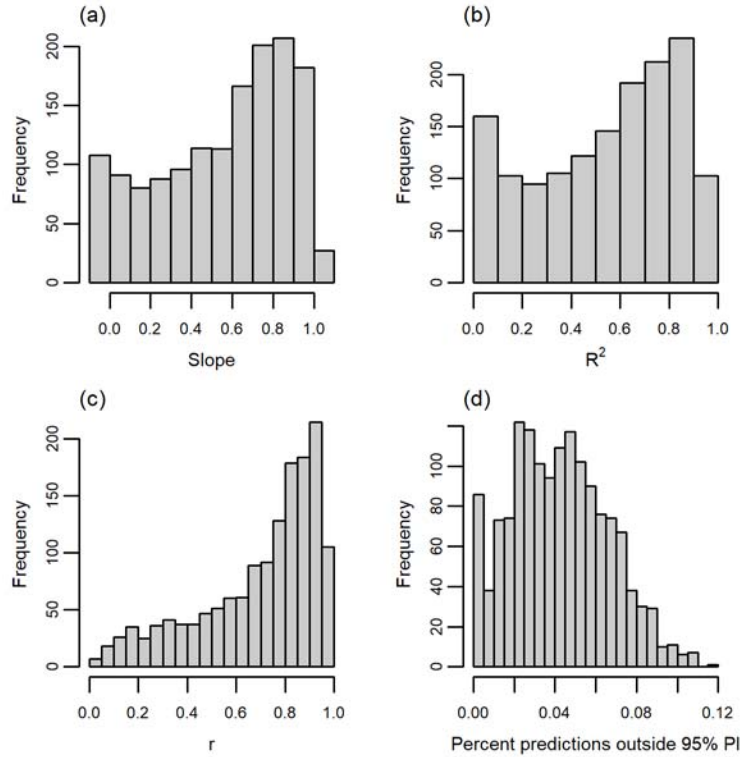 (a)
Frequency
0 50 100 150 200
0.0 0.2 0.4 0.6 0.8 1.0
Slope
(b)
Frequency
0 50 100 150 200
0.0 0.2 0.4 0.6 0.8 1.0
R²
(c)
Frequency
0 50 100 150 200
0.0 0.2 0.4 0.6 0.8 1.0
r
(d)
Frequency
0 20 40 60 80 100
0.00 0.04 0.08 0.12
Percent predictions outside 95% PI